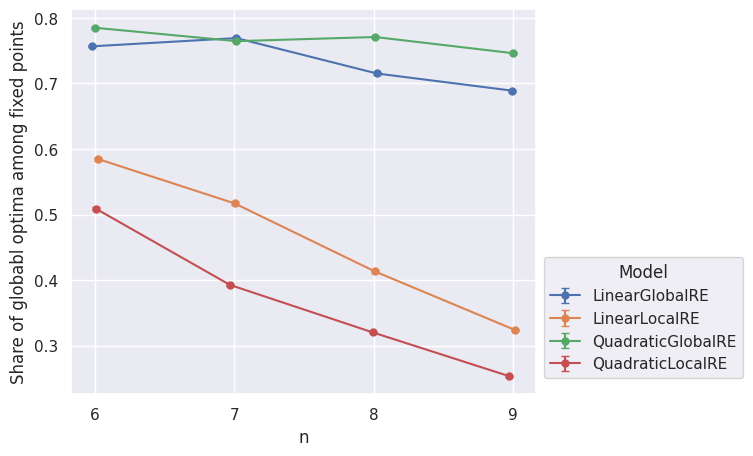 Share of globabl optima among fixed points
0.8
0.7
0.6
0.5
0.4
0.3
6 7 8 9
n
Model
LinearGlobalRE
LinearLocalRE
QuadraticGlobalRE
QuadraticLocalRE